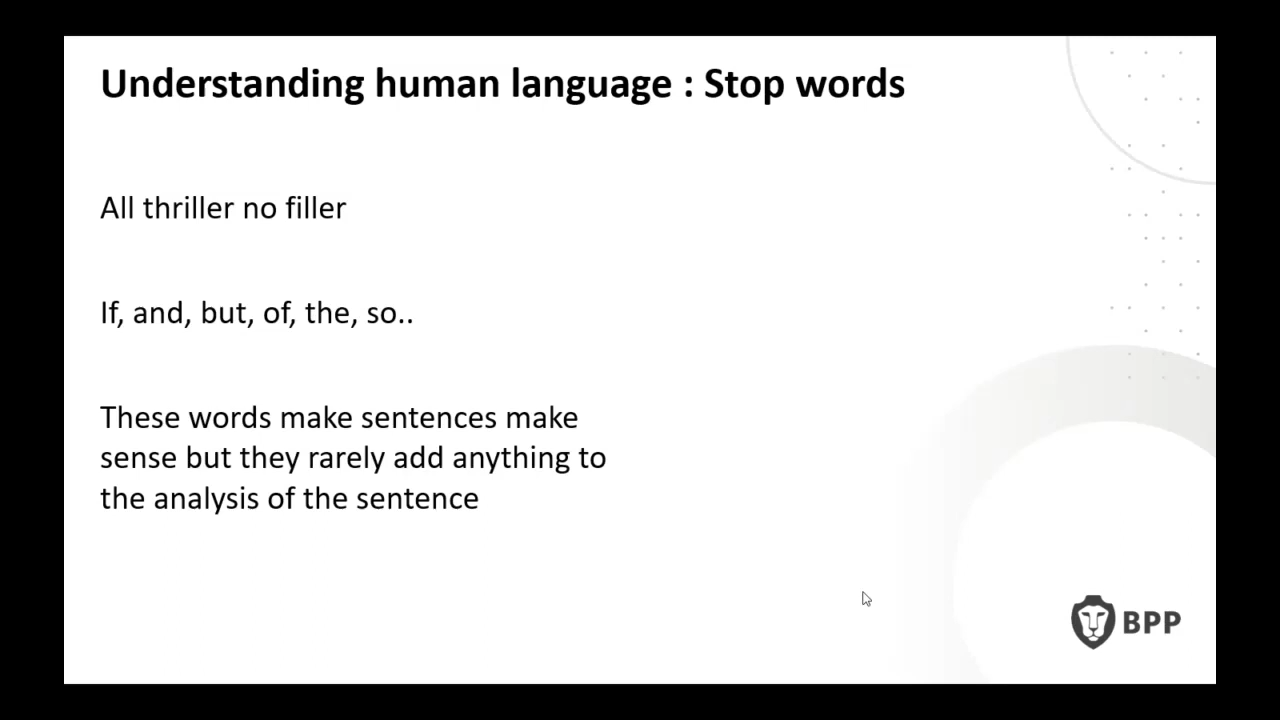 Understanding human language : Stop words
All thriller no filler
If, and, but, of, the, so..
These words make sentences make
sense but they rarely add anything to
the analysis of the sentence
BPP